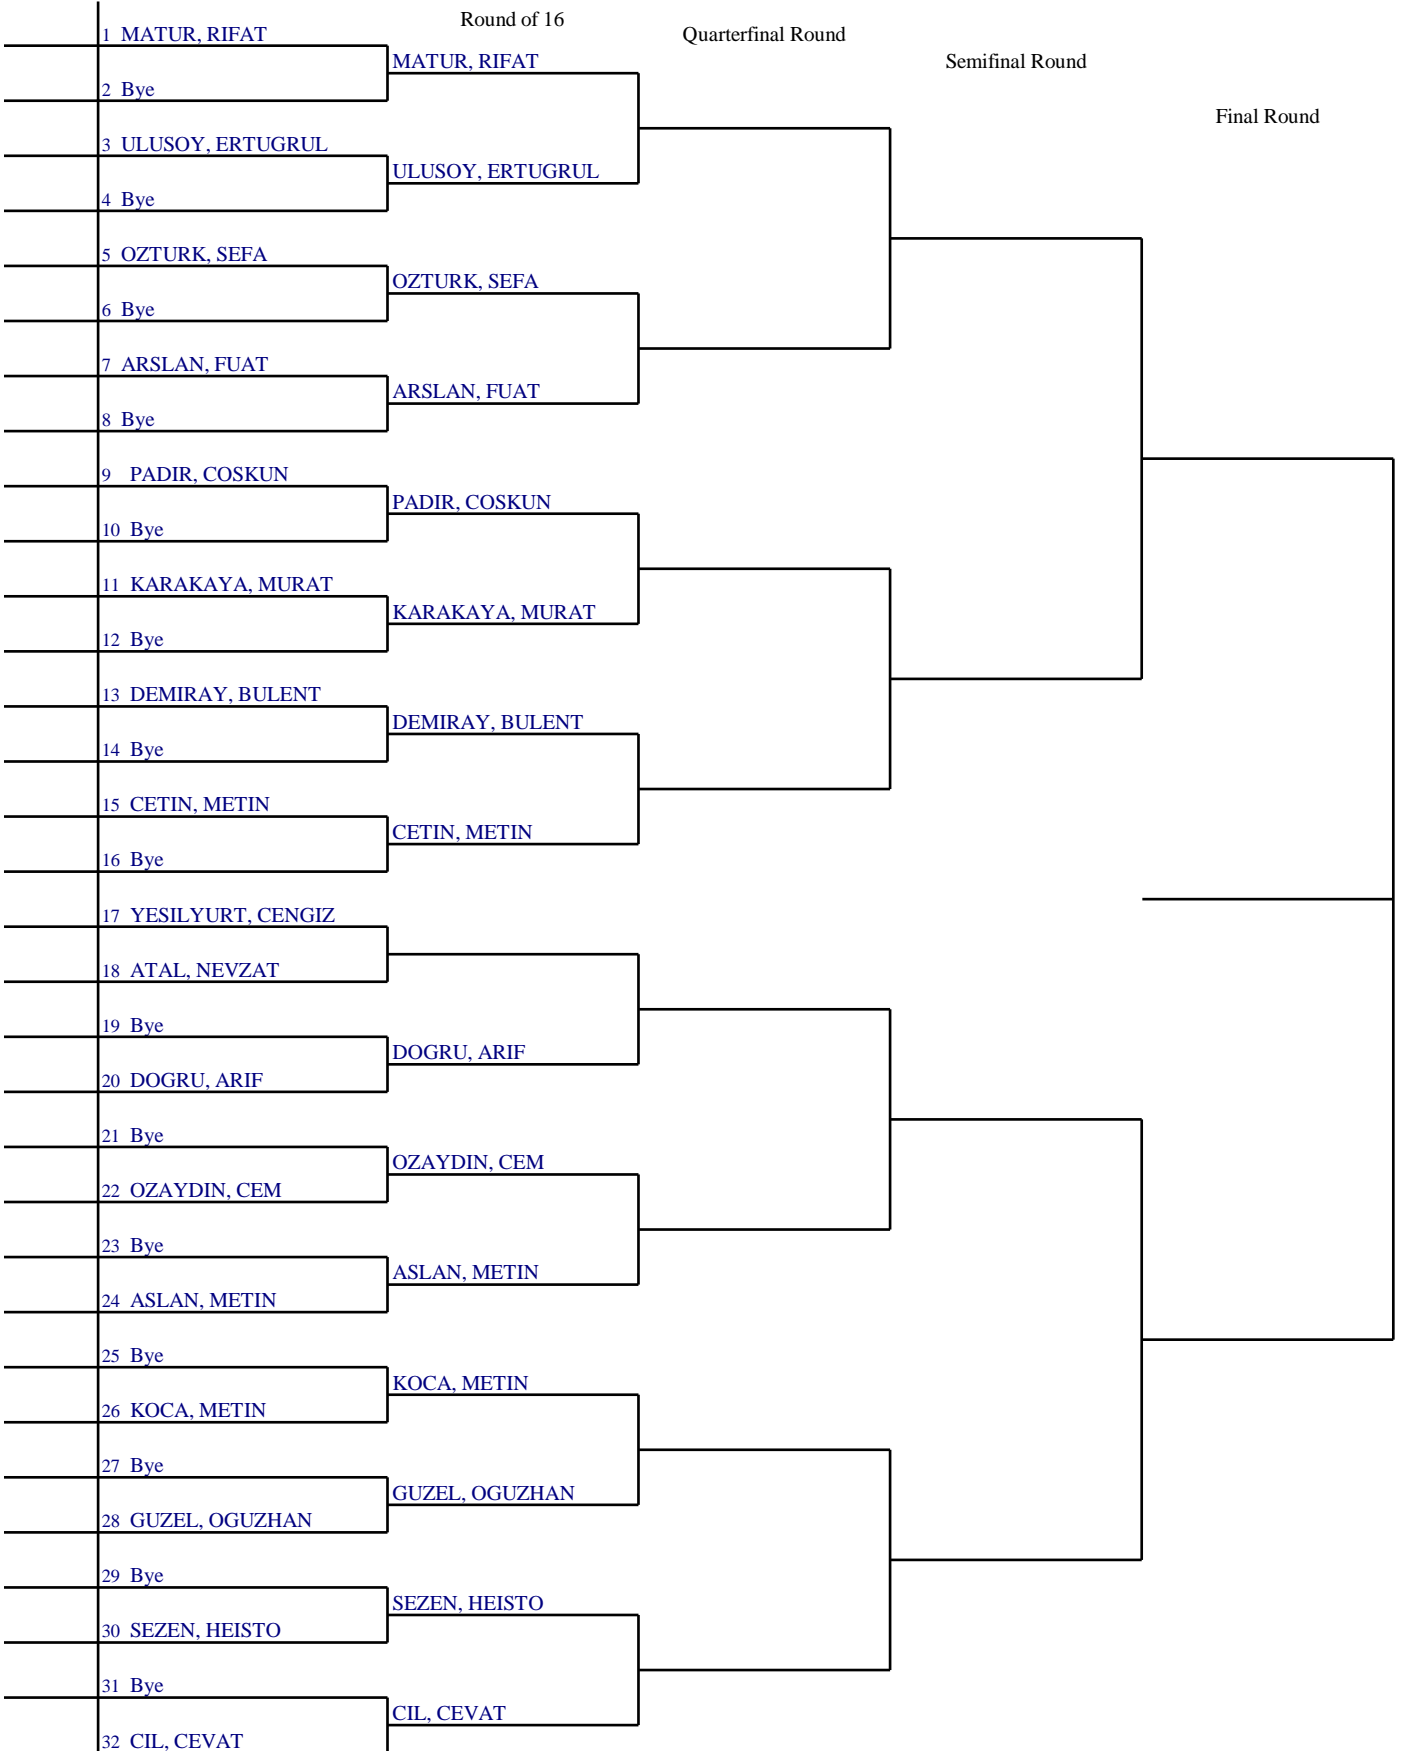 Round of 16
Quarterfinal Round
Semifinal Round
Final Round
1 MATUR, RIFAT
MATUR, RIFAT
2 Bye
3 ULUSOY, ERTUGRUL
ULUSOY, ERTUGRUL
4 Bye
5 OZTURK, SEFA
OZTURK, SEFA
6 Bye
7 ARSLAN, FUAT
ARSLAN, FUAT
8 Bye
9 PADIR, COSKUN
PADIR, COSKUN
10 Bye
11 KARAKAYA, MURAT
KARAKAYA, MURAT
12 Bye
13 DEMIRAY, BULENT
DEMIRAY, BULENT
14 Bye
15 CETIN, METIN
CETIN, METIN
16 Bye
17 YESILYURT, CENGIZ
18 ATAL, NEVZAT
19 Bye
DOGRU, ARIF
20 DOGRU, ARIF
21 Bye
OZAYDIN, CEM
22 OZAYDIN, CEM
23 Bye
ASLAN, METIN
24 ASLAN, METIN
25 Bye
KOCA, METIN
26 KOCA, METIN
27 Bye
GUZEL, OGUZHAN
28 GUZEL, OGUZHAN
29 Bye
SEZEN, HEISTO
30 SEZEN, HEISTO
31 Bye
CIL, CEVAT
32 CIL, CEVAT